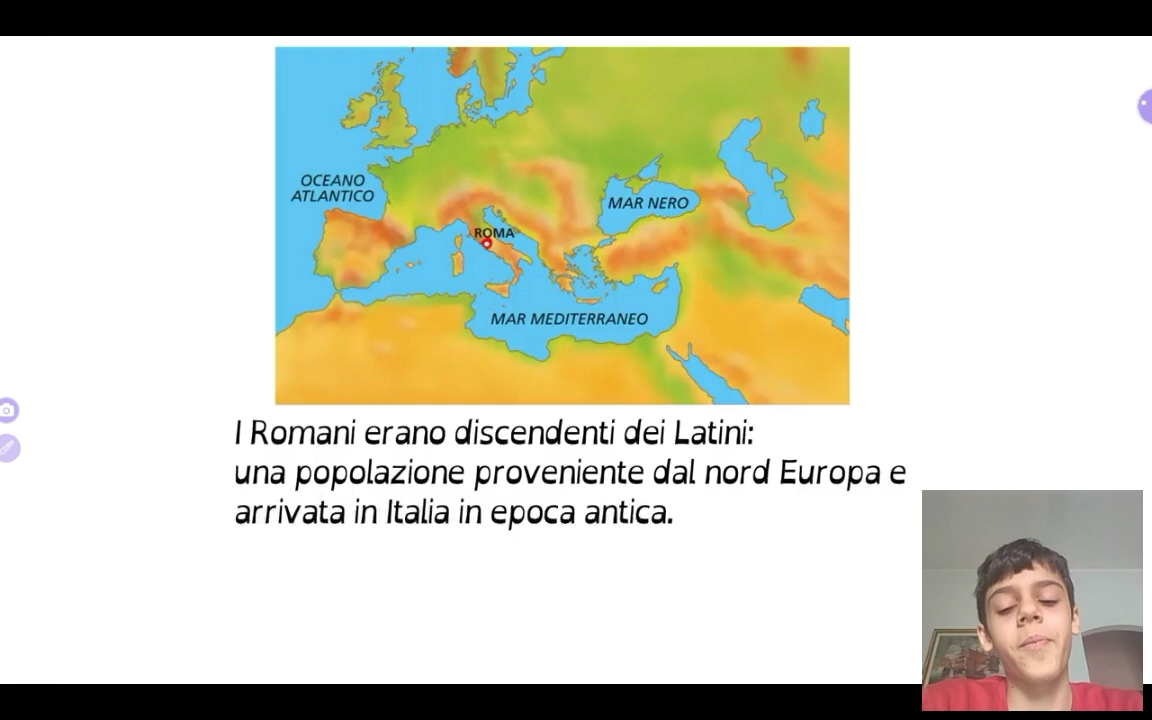 OCEANO
ATLANTICO
MAR NERO
ROMA
MAR MEDITERRANEO
I Romani erano discendenti dei Latini:
una popolazione proveniente dal nord Europa e
arrivata in Italia in epoca antica.